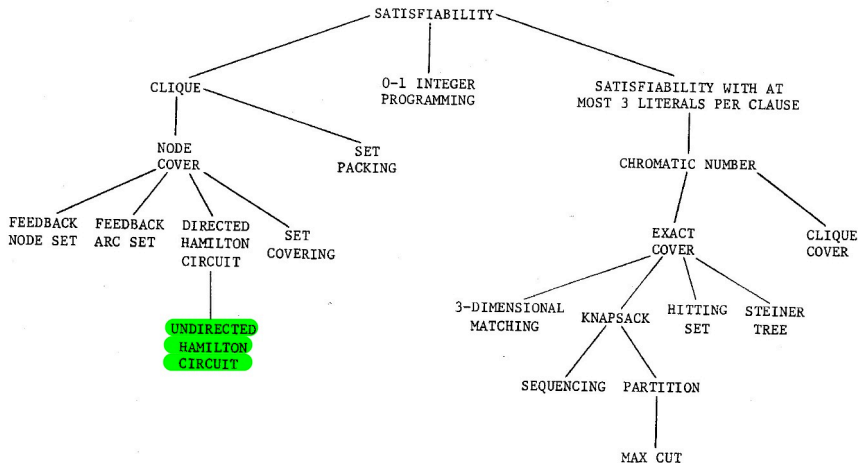 SATISFIABILITY
CLIQUE
0-1 INTEGER
PROGRAMMING
SATISFIABILITY WITH AT
MOST 3 LITERALS PER CLAUSE
NODE
COVER
SET
PACKING
CHROMATIC NUMBER
FEEDBACK
NODE SET
FEEDBACK
ARC SET
DIRECTED
HAMILTON
CIRCUIT
SET
COVERING
EXACT
COVER
CLIQUE
COVER
UNDIRECTED
HAMILTON
CIRCUIT
3-DIMENSIONAL
MATCHING
KNAPSACK
HITTING
SET
STEINER
TREE
SEQUENCING
PARTITION
MAX CUT